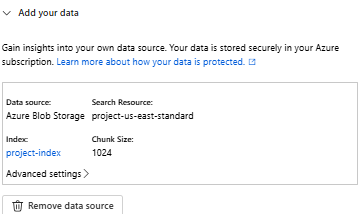 Add your data
Gain insights into your own data source. Your data is stored securely in your Azure
subscription. Learn more about how your data is protected.
Data source: Search Resource:
Azure Blob Storage project-us-east-standard
Index: Chunk Size:
project-index 1024
Advanced settings
Remove data source